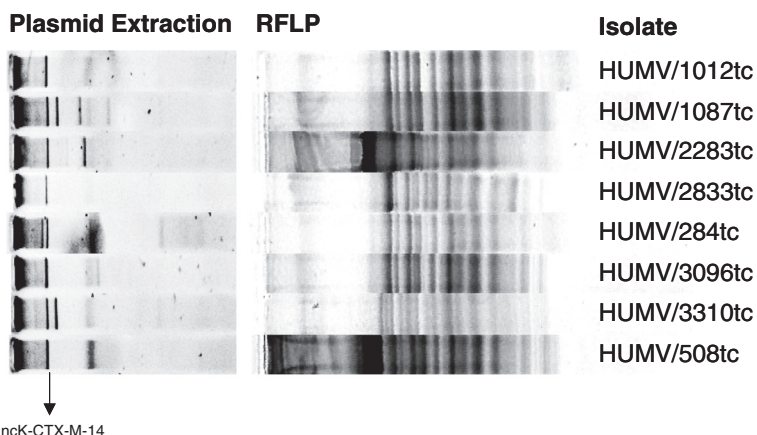 Plasmid Extraction RFLP Isolate
HUMV/1012tc
HUMV/1087tc
HUMV/2283tc
HUMV/2833tc
HUMV/284tc
HUMV/3096tc
HUMV/3310tc
HUMV/508tc
ncK-CTX-M-14